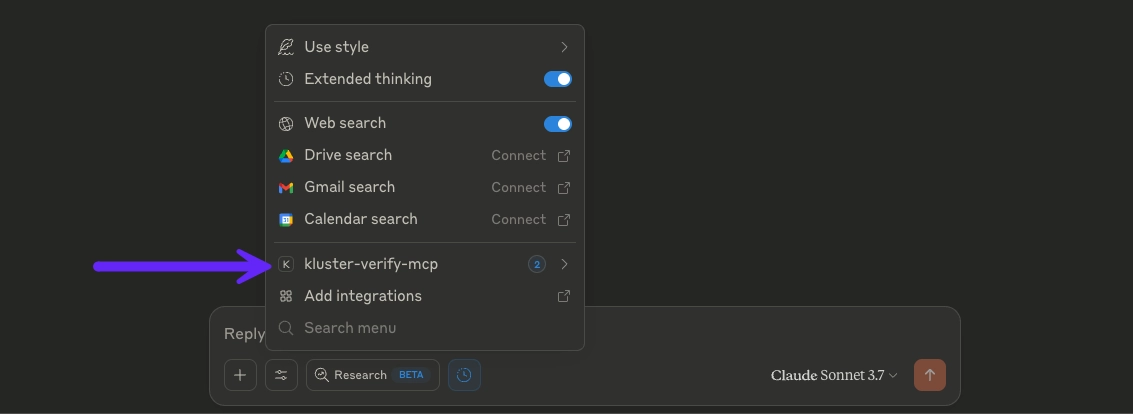 Use style
Extended thinking
Web search
Drive search Connect
Gmail search Connect
Calendar search Connect
K kluster-verify-mcp 2
Add integrations
Search menu
Reply
Research BETA
Claude Sonnet 3.7